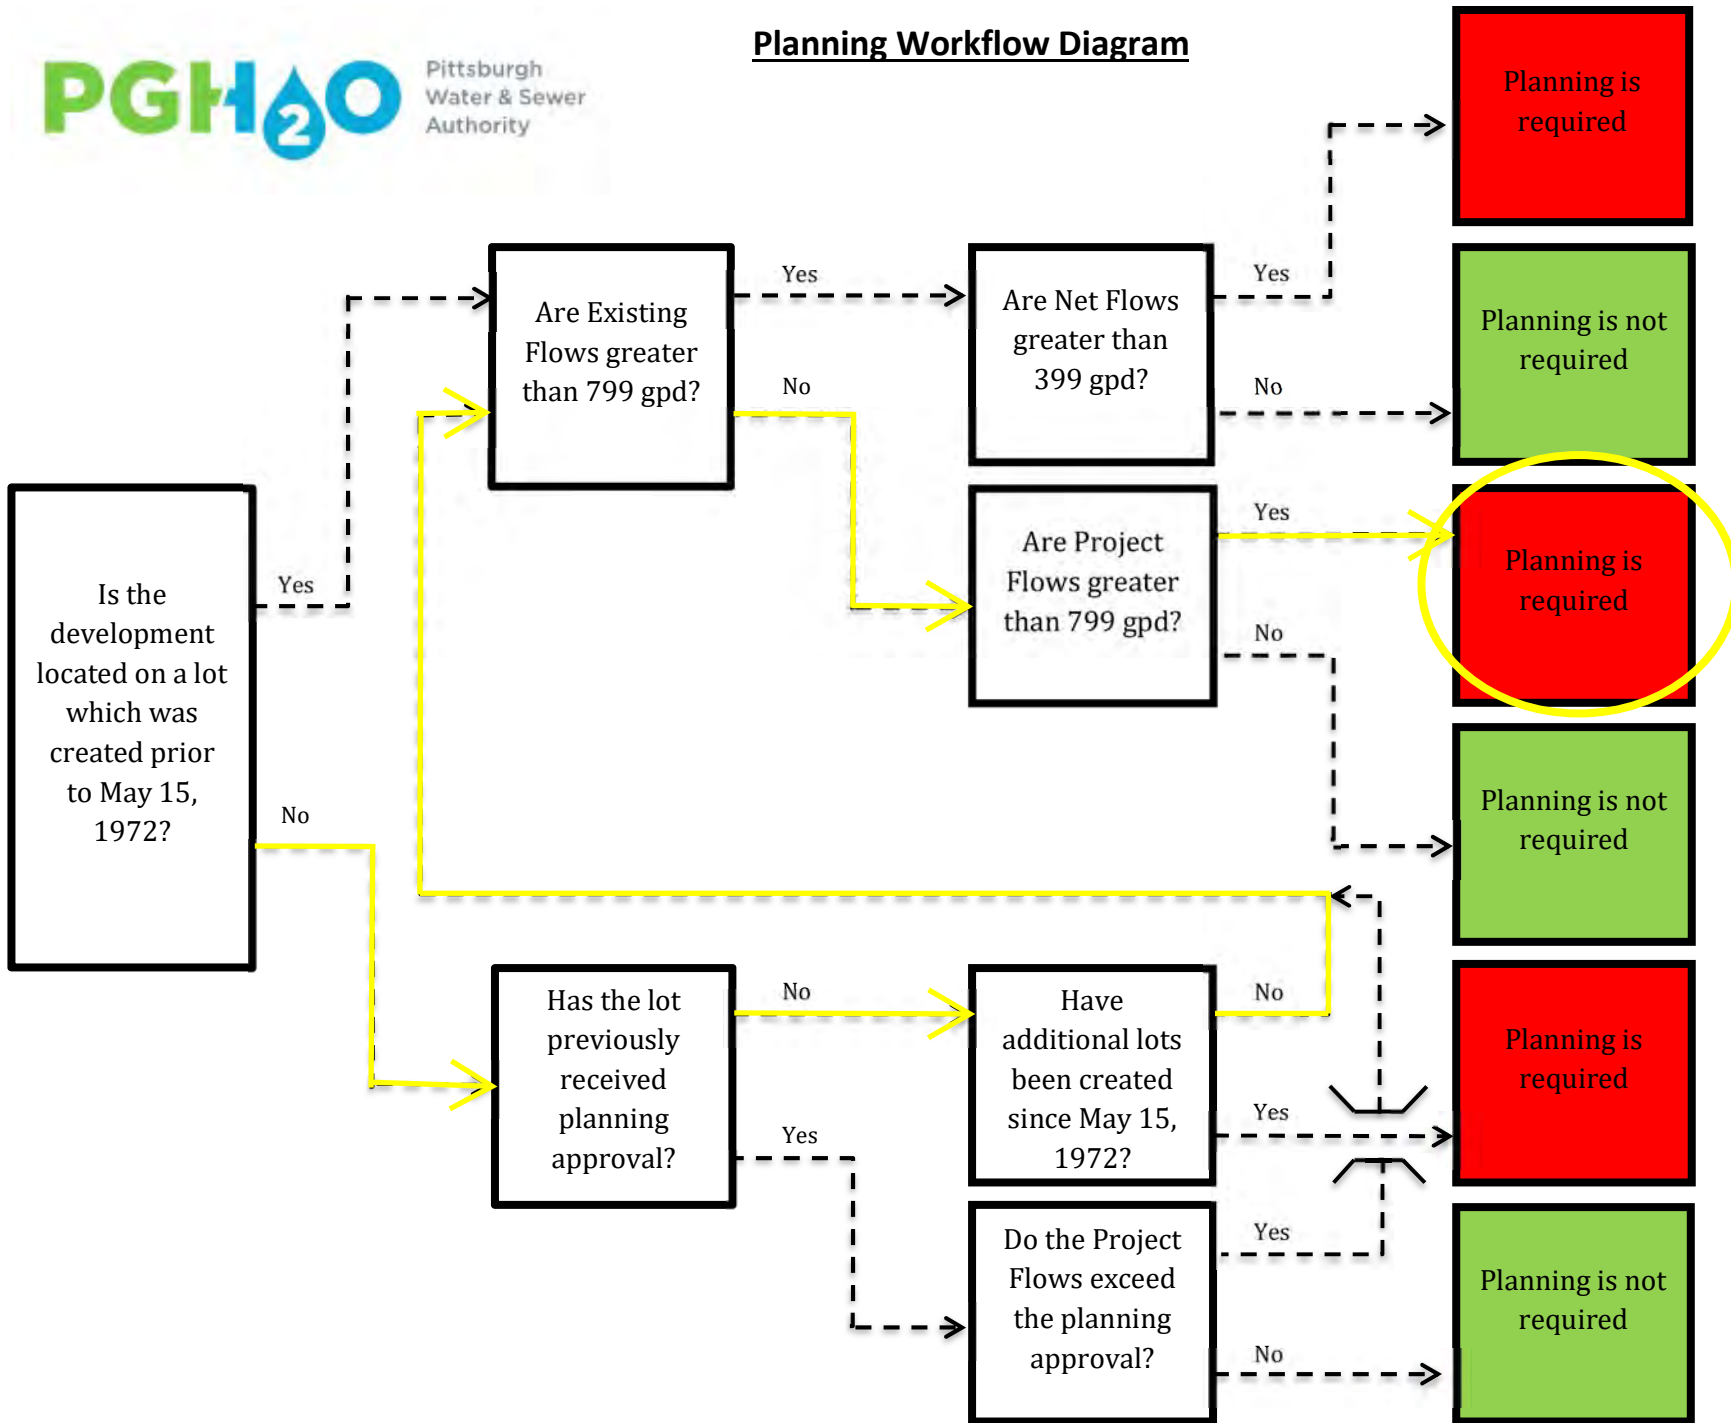 Planning Workflow Diagram
PGH2O
Pittsburgh
Water & Sewer
Authority
Is the
development
located on a lot
which was
created prior
to May 15,
1972?
Yes
No
Are Existing
Flows greater
than 799 gpd?
Yes
No
Has the lot
previously
received
planning
approval?
No
Yes
Are Net Flows
greater than
399 gpd?
Yes
No
Are Project
Flows greater
than 799 gpd?
Yes
No
Have
additional lots
been created
since May 15,
1972?
No
Yes
Do the Project
Flows exceed
the planning
approval?
Yes
No
Planning is
required
Planning is not
required
Planning is
required
Planning is not
required
Planning is
required
Planning is not
required